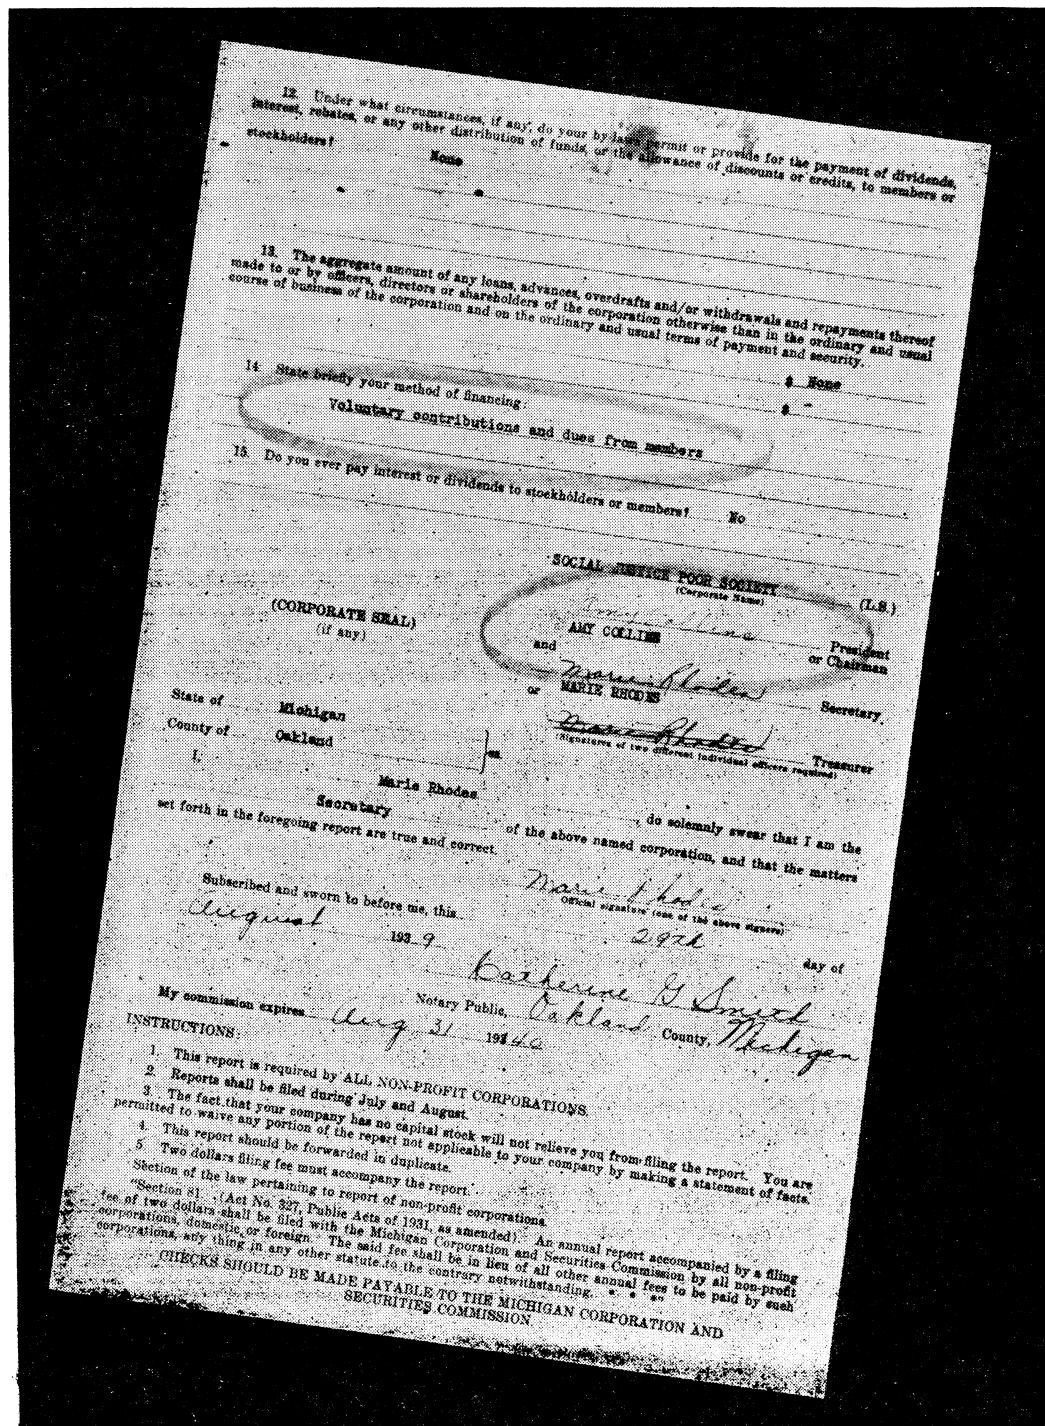 12. Under what circumstances, if any, do your by-laws permit or provide for the payment of dividends,
interest, rebates, or any other distribution of funds, or the allowance of discounts or credits, to members or
stockholders? None
13. The aggregate amount of any loans, advances, overdrafts and/or withdrawals and repayments thereof
made to or by officers, directors or shareholders of the corporation otherwise than in the ordinary and usual
course of business of the corporation and on the ordinary and usual terms of payment and security.
$ None
$ -
14. State briefly your method of financing:
Voluntary contributions and dues from members
15. Do you ever pay interest or dividends to stockholders or members? No
SOCIAL JUSTICE POOR SOCIETY (L.S.)
(Corporate Name)
(CORPORATE SEAL)
(if any)
Amy Collins
AMY COLLINS President
or Chairman
and
Marie Rhodes
or MARIE RHODES Secretary
Marie Rhodes
Treasurer
(Signatures of two different individual officers required)
State of Michigan
County of Oakland } ss.
I, Marie Rhodes, do solemnly swear that I am the
Secretary of the above named corporation, and that the matters
set forth in the foregoing report are true and correct.
Marie Rhodes
Official signature (one of the above signers)
Subscribed and sworn to before me, this 29th day of
August 1939
Katherine G Smith
Notary Public, Oakland County, Michigan
My commission expires Aug 31 1940
INSTRUCTIONS:
1. This report is required by ALL NON-PROFIT CORPORATIONS.
2. Reports shall be filed during July and August.
3. The fact that your company has no capital stock will not relieve you from filing the report. You are
permitted to waive any portion of the report not applicable to your company by making a statement of facts.
4. This report should be forwarded in duplicate.
5. Two dollars filing fee must accompany the report.
Section of the law pertaining to report of non-profit corporations.
"Section 81. (Act No. 327, Public Acts of 1931, as amended). An annual report accompanied by a filing
fee of two dollars shall be filed with the Michigan Corporation and Securities Commission by all non-profit
corporations, domestic or foreign. The said fee shall be in lieu of all other annual fees to be paid by such
corporations, any thing in any other statute to the contrary notwithstanding. * * *"
CHECKS SHOULD BE MADE PAYABLE TO THE MICHIGAN CORPORATION AND
SECURITIES COMMISSION.